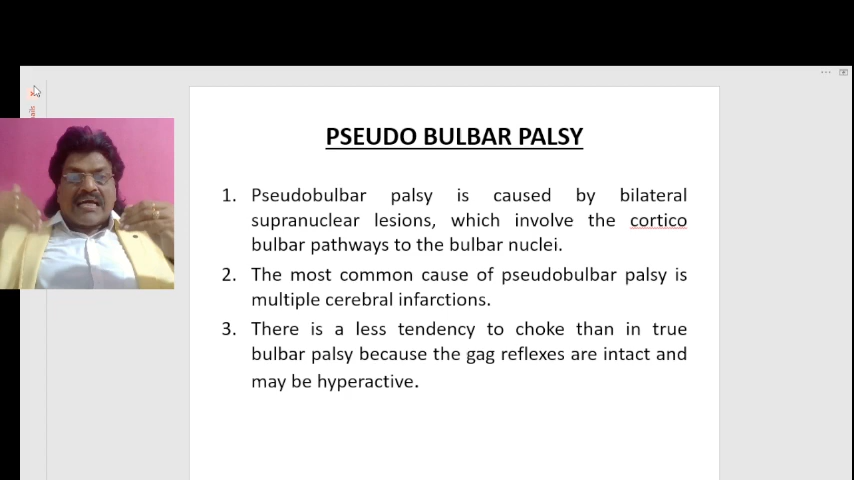 PSEUDO BULBAR PALSY
1. Pseudobulbar palsy is caused by bilateral
supranuclear lesions, which involve the cortico
bulbar pathways to the bulbar nuclei.
2. The most common cause of pseudobulbar palsy is
multiple cerebral infarctions.
3. There is a less tendency to choke than in true
bulbar palsy because the gag reflexes are intact and
may be hyperactive.